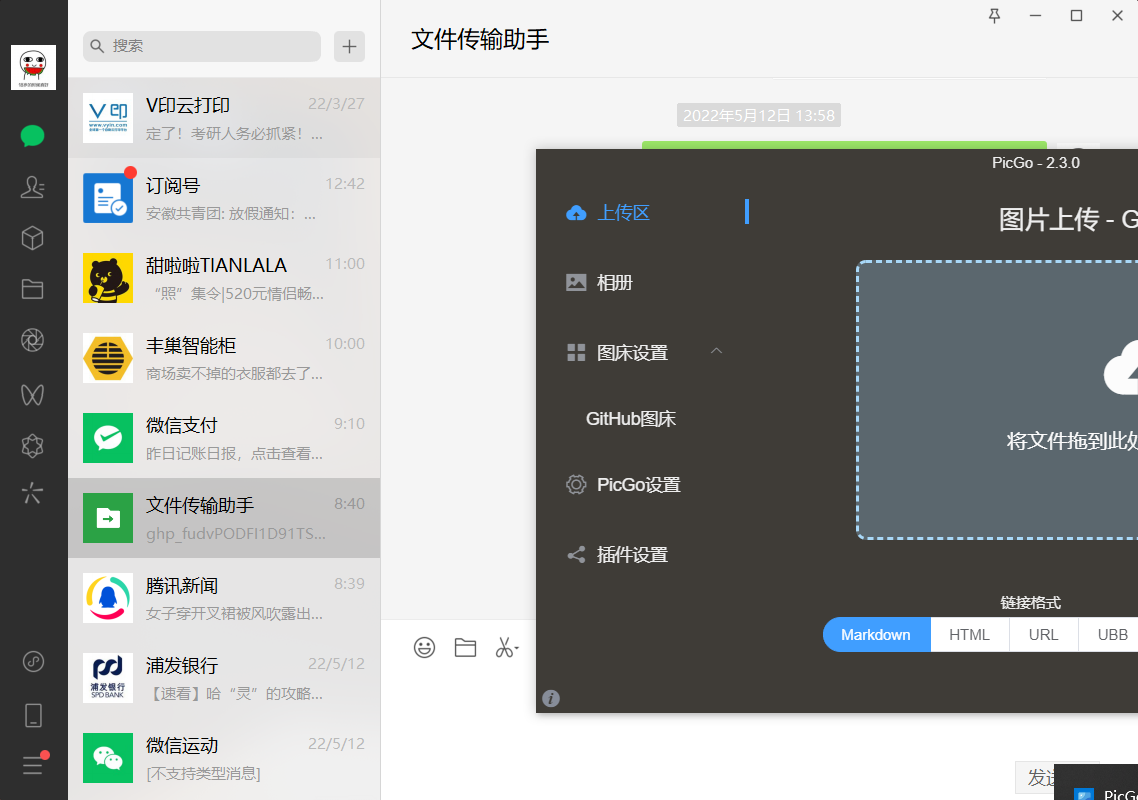 搜索
V印云打印
22/3/27
定了！考研人务必抓紧！...
订阅号
12:42
安徽共青团: 放假通知：...
甜啦啦TIANLALA
11:00
“照”集令|520元情侣畅...
丰巢智能柜
10:00
商场卖不掉的衣服都去了...
微信支付
9:10
昨日记账日报，点击查看...
文件传输助手
8:40
ghp_fudvPODFI1D91TS...
腾讯新闻
8:39
女子穿开叉裙被风吹露出...
浦发银行
22/5/12
【速看】哈“灵”的攻略...
微信运动
22/5/12
[不支持类型消息]
V印
www.vyin.com
浦发银行
SPD BANK
文件传输助手
2022年5月12日 13:58
PicGo - 2.3.0
上传区
相册
图床设置
GitHub图床
PicGo设置
插件设置
图片上传 - G
将文件拖到此处
链接格式
Markdown
HTML
URL
UBB
发送
PicGo